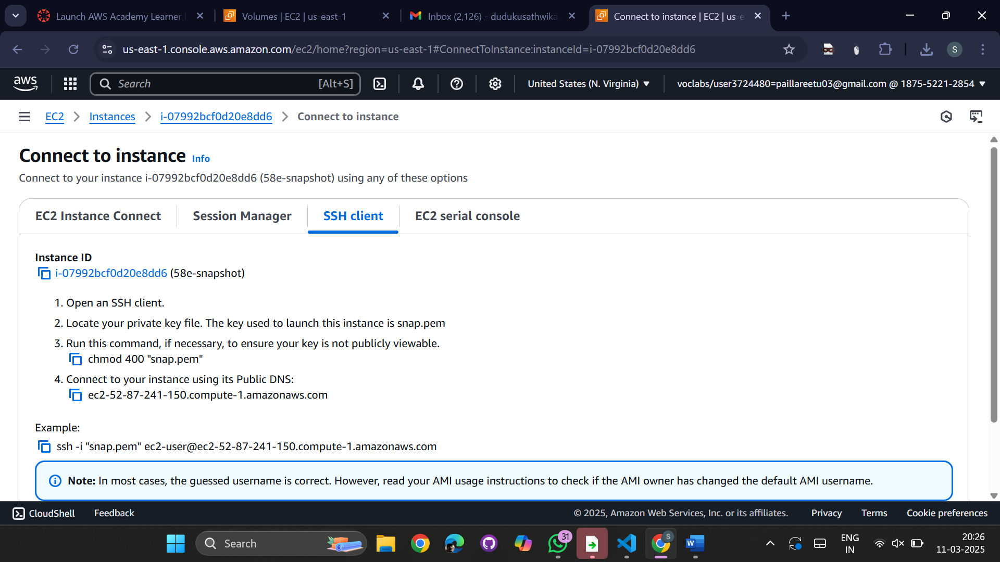 Launch AWS Academy Learner
Volumes | EC2 | us-east-1
Inbox (2,126) - dudukusathwika
Connect to instance | EC2 | us-e
us-east-1.console.aws.amazon.com/ec2/home?region=us-east-1#ConnectToInstance:instanceId=i-07992bcf0d20e8dd6
S
aws
Search
[Alt+S]
United States (N. Virginia)
voclabs/user3724480=paillareetu03@gmail.com @ 1875-5221-2854
EC2
Instances
i-07992bcf0d20e8dd6
Connect to instance
Connect to instance Info
Connect to your instance i-07992bcf0d20e8dd6 (58e-snapshot) using any of these options
EC2 Instance Connect
Session Manager
SSH client
EC2 serial console
Instance ID
i-07992bcf0d20e8dd6 (58e-snapshot)
1. Open an SSH client.
2. Locate your private key file. The key used to launch this instance is snap.pem
3. Run this command, if necessary, to ensure your key is not publicly viewable.
chmod 400 "snap.pem"
4. Connect to your instance using its Public DNS:
ec2-52-87-241-150.compute-1.amazonaws.com
Example:
ssh -i "snap.pem" ec2-user@ec2-52-87-241-150.compute-1.amazonaws.com
Note: In most cases, the guessed username is correct. However, read your AMI usage instructions to check if the AMI owner has changed the default AMI username.
CloudShell
Feedback
© 2025, Amazon Web Services, Inc. or its affiliates.
Privacy
Terms
Cookie preferences
Search
31
S
W
ENG
IN
20:26
11-03-2025